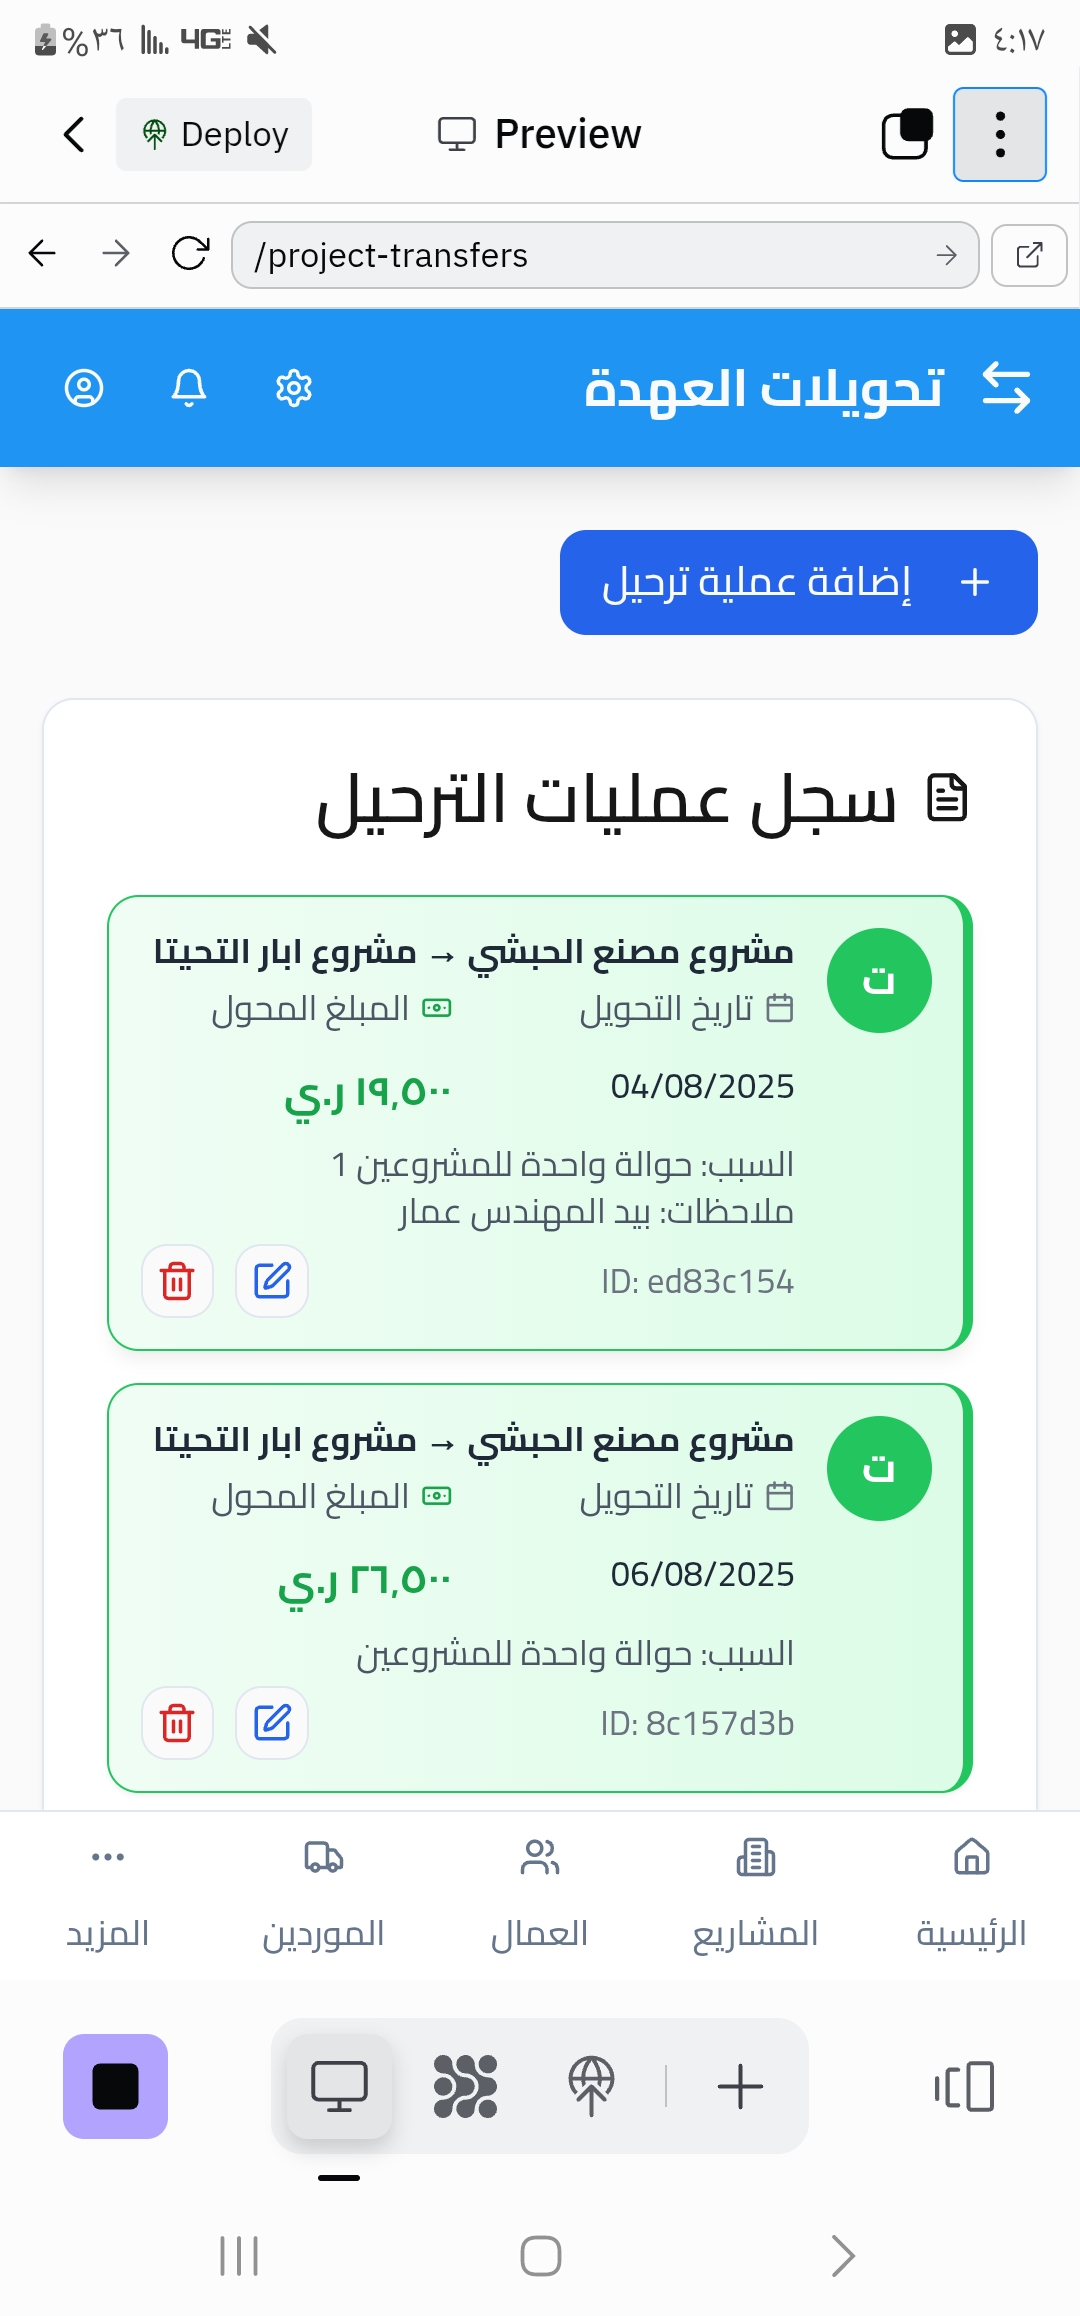 ٤:١٧
4G LTE
%٣٦
Deploy
Preview
/project-transfers
تحويلات العهدة
إضافة عملية ترحيل
سجل عمليات الترحيل
ت
مشروع مصنع الحبشي → مشروع ابار التحيتا
تاريخ التحويل
المبلغ المحول
04/08/2025
١٩,٥٠٠ ر.ي
السبب: حوالة واحدة للمشروعين 1
ملاحظات: بيد المهندس عمار
ID: ed83c154
ت
مشروع مصنع الحبشي → مشروع ابار التحيتا
تاريخ التحويل
المبلغ المحول
06/08/2025
٢٦,٥٠٠ ر.ي
السبب: حوالة واحدة للمشروعين
ID: 8c157d3b
الرئيسية
المشاريع
العمال
الموردين
المزيد